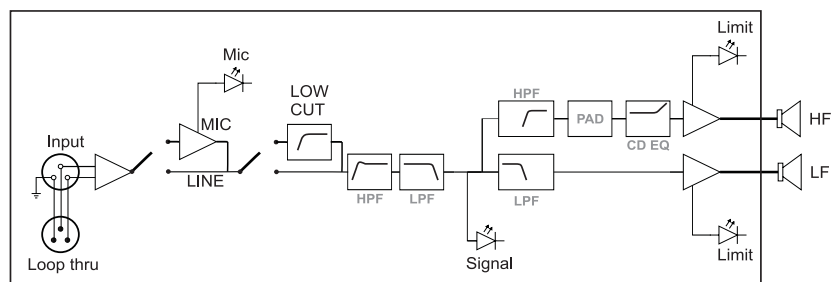 Limit
Mic
LOW
CUT
HPF
MIC
PAD
CD EQ
HF
Input
LINE
HPF
LPF
LPF
LF
Loop thru
Signal
Limit